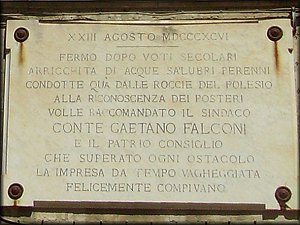 XXIII AGOSTO MDCCCXCVI
FERMO DOPO VOTI SECOLARI
ARRICCHITA DI ACQUE SALUBRI PERENNI
CONDOTTE QUÀ DALLE ROCCIE DEL POLESIO
ALLA RICONOSCENZA DEI POSTERI
VOLLE RACCOMANDATO IL SINDACO
CONTE GAETANO FALCONI
E IL PATRIO CONSIGLIO
CHE SUPERATO OGNI OSTACOLO
LA IMPRESA DA TEMPO VAGHEGGIATA
FELICEMENTE COMPIVANO